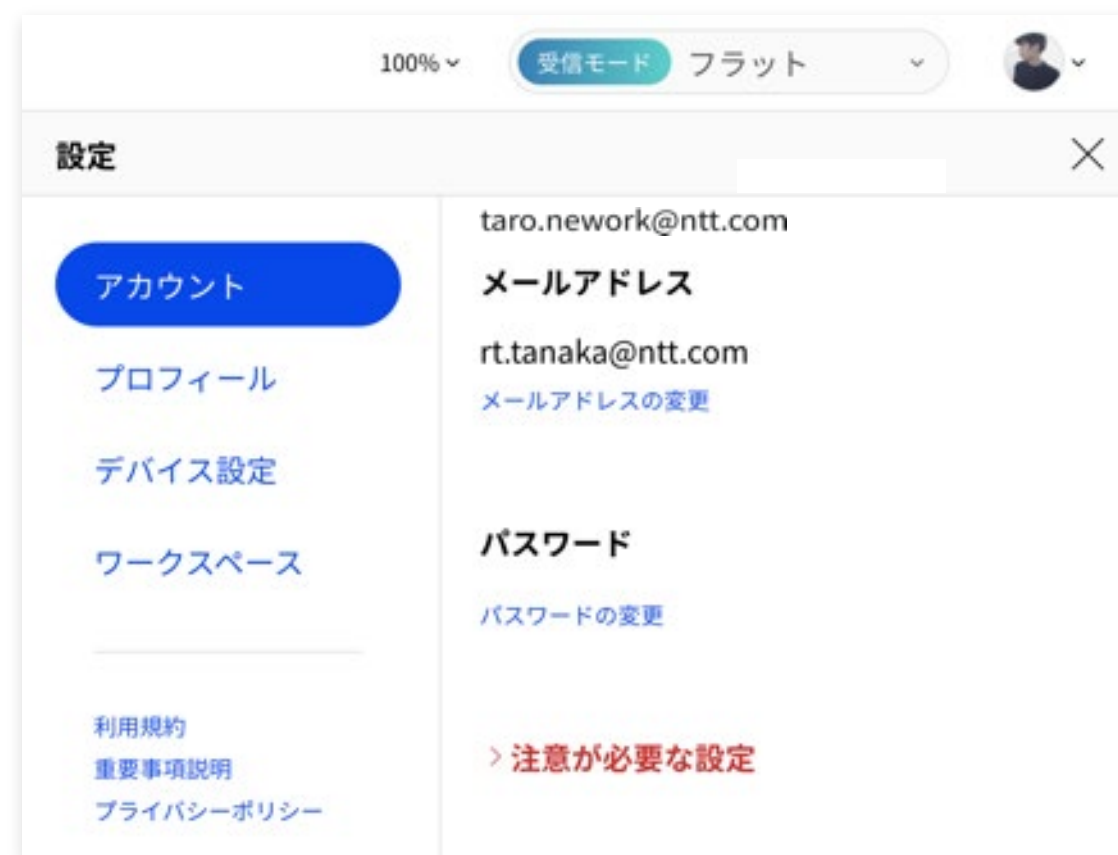 100%
受信モード フラット
設定
アカウント
プロフィール
デバイス設定
ワークスペース
利用規約
重要事項説明
プライバシーポリシー
taro.nework@ntt.com
メールアドレス
rt.tanaka@ntt.com
メールアドレスの変更
パスワード
パスワードの変更
注意が必要な設定